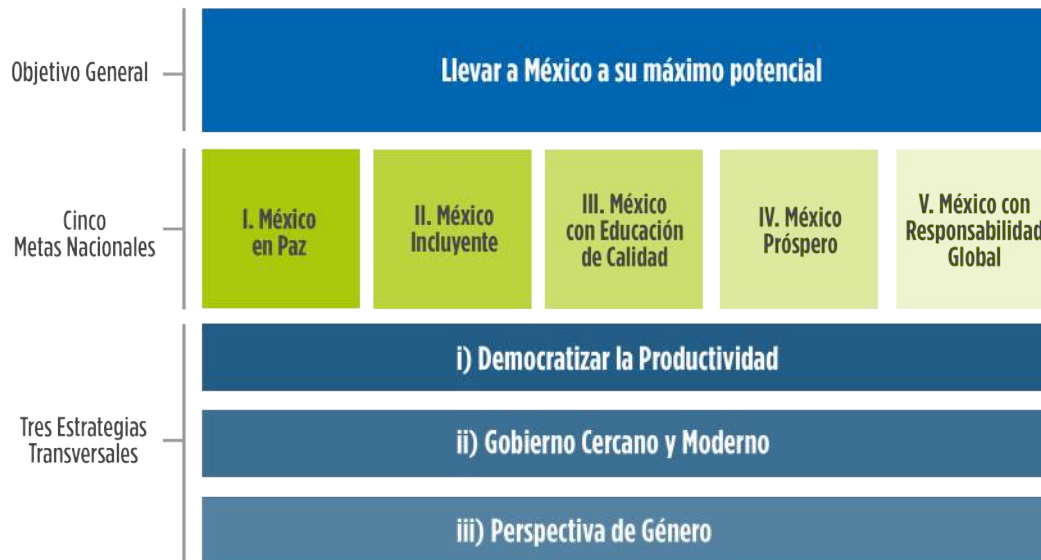 Objetivo General
Llevar a México a su máximo potencial
Cinco
Metas Nacionales
I. México
en Paz
II. México
Incluyente
III. México
con Educación
de Calidad
IV. México
Próspero
V. México con
Responsabilidad
Global
Tres Estrategias
Transversales
i) Democratizar la Productividad
ii) Gobierno Cercano y Moderno
iii) Perspectiva de Género